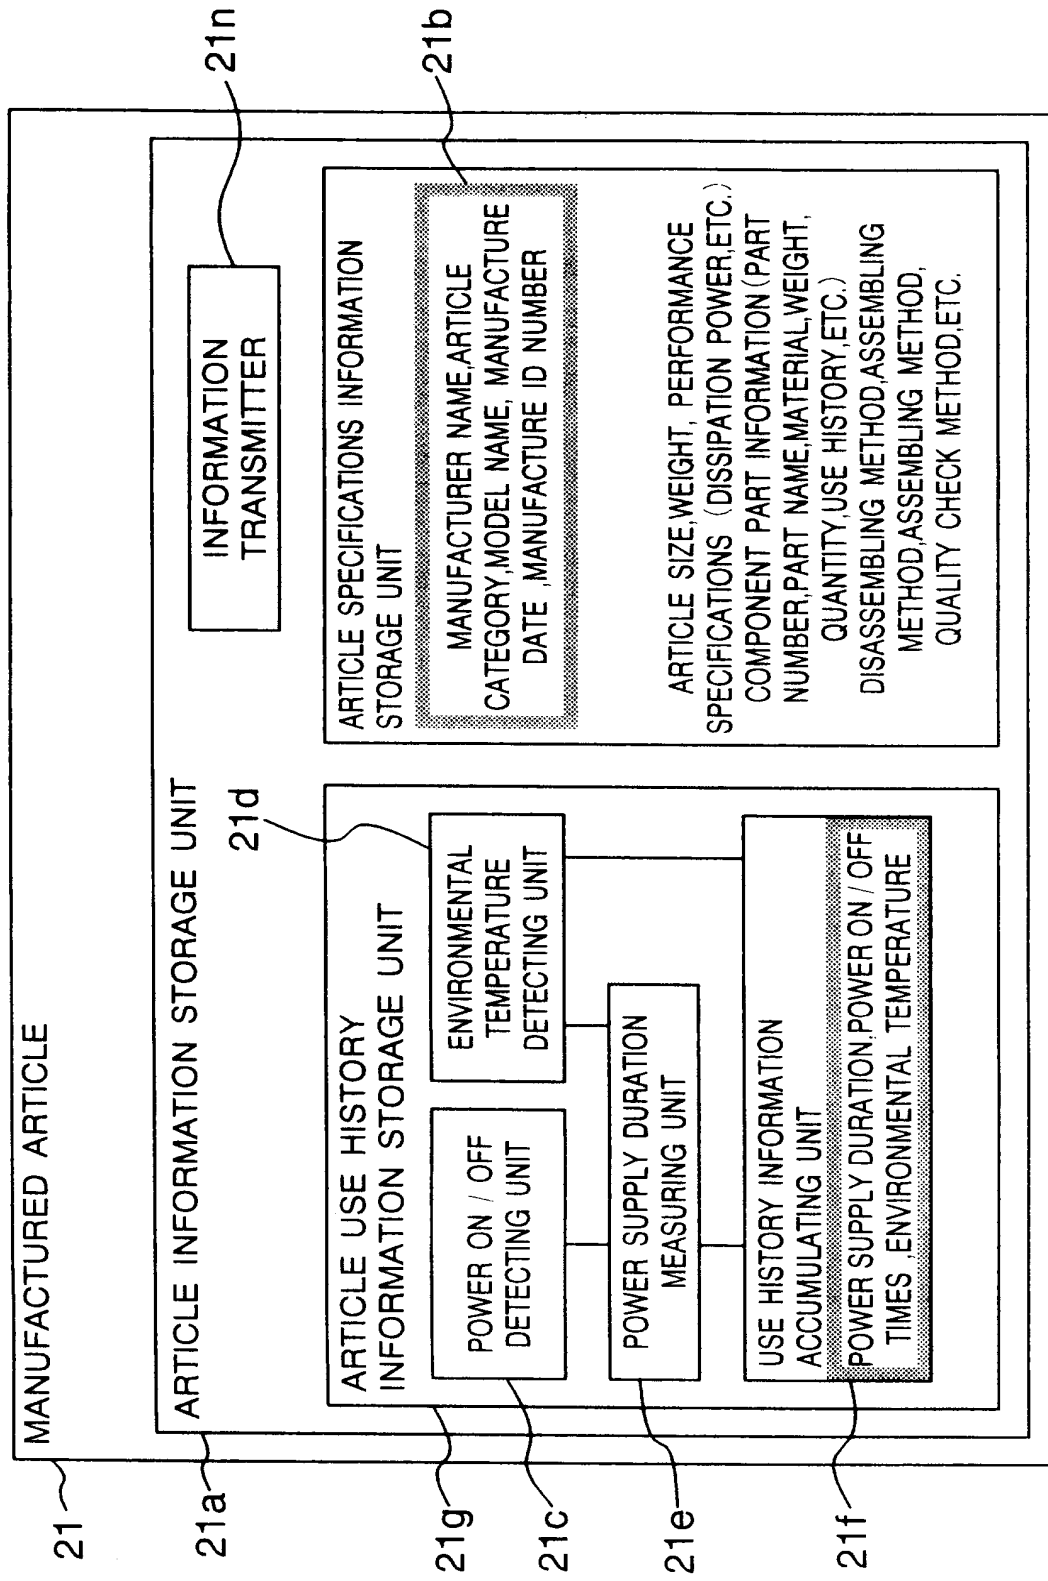 MANUFACTURED ARTICLE
21
ARTICLE INFORMATION STORAGE UNIT
21a
INFORMATION
TRANSMITTER
21n
ARTICLE USE HISTORY
INFORMATION STORAGE UNIT
21g
POWER ON / OFF
DETECTING UNIT
21c
ENVIRONMENTAL
TEMPERATURE
DETECTING UNIT
21d
POWER SUPPLY DURATION
MEASURING UNIT
21e
USE HISTORY INFORMATION
ACCUMULATING UNIT
POWER SUPPLY DURATION,POWER ON / OFF
TIMES ,ENVIRONMENTAL TEMPERATURE
21f
ARTICLE SPECIFICATIONS INFORMATION
STORAGE UNIT
21b
MANUFACTURER NAME,ARTICLE
CATEGORY,MODEL NAME, MANUFACTURE
DATE ,MANUFACTURE ID NUMBER
ARTICLE SIZE,WEIGHT, PERFORMANCE
SPECIFICATIONS (DISSIPATION POWER,ETC.)
COMPONENT PART INFORMATION (PART
NUMBER,PART NAME,MATERIAL,WEIGHT,
QUANTITY,USE HISTORY,ETC.)
DISASSEMBLING METHOD,ASSEMBLING
METHOD,ASSEMBLING METHOD,
QUALITY CHECK METHOD,ETC.